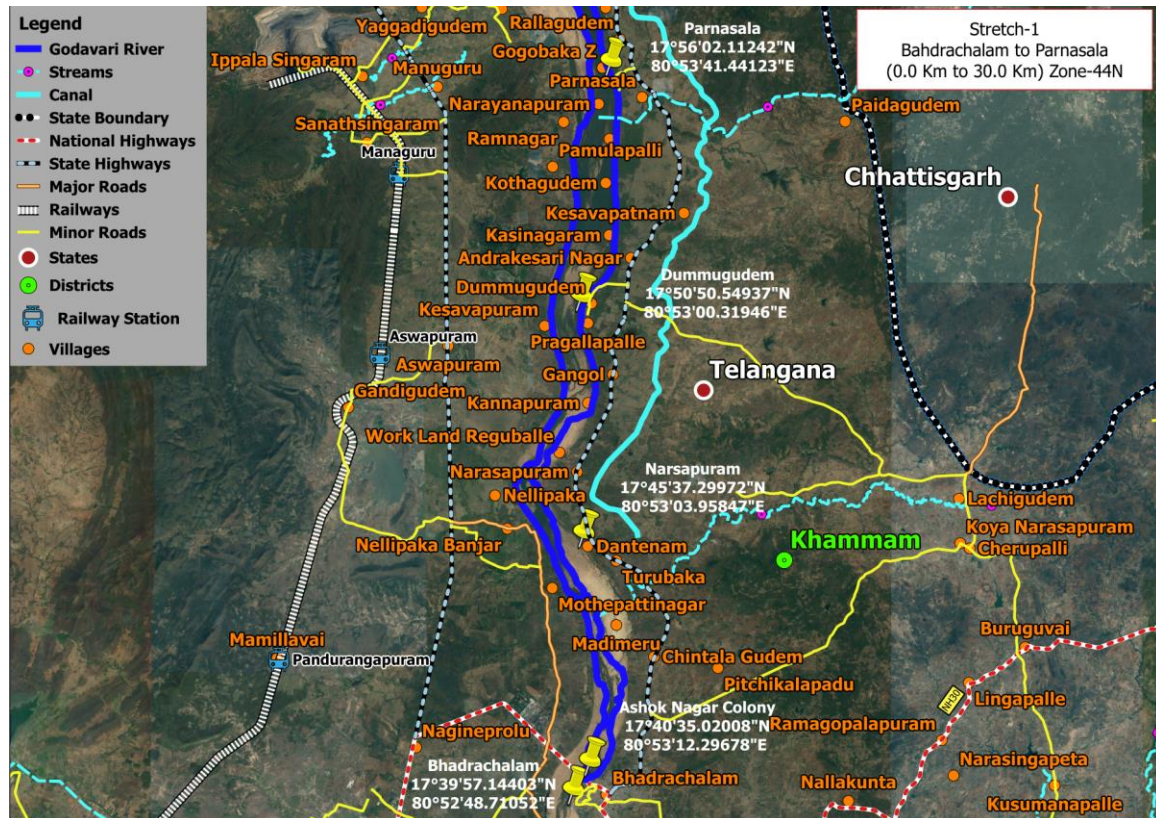 Legend
Godavari River
Streams
Canal
State Boundary
National Highways
State Highways
Major Roads
Railways
Minor Roads
States
Districts
Railway Station
Villages
Stretch-1
Bahdrachalam to Parnasala
(0.0 Km to 30.0 Km) Zone-44N
Yaggadigudem
Rallagudem
Parnasala
17°56'02.11242"N
80°53'41.44123"E
Gogobaka Z
Ippala Singaram
Manuguru
Parnasala
Narayanapuram
Paidagudem
Sanathsingaram
Ramnagar
Managuru
Pamulapalli
Kothagudem
Chhattisgarh
Kesavapatnam
Kasinagaram
Andrakesari Nagar
Dummugudem
17°50'50.54937"N
80°53'00.31946"E
Dummugudem
Kesavapuram
Pragallapalle
Aswapuram
Aswapuram
Gangol
Telangana
Gandigudem
Kannapuram
Work Land Reguballe
Narasapuram
Narsapuram
17°45'37.29972"N
80°53'03.95847"E
Nellipaka
Lachigudem
Koya Narasapuram
Nellipaka Banjar
Dantenam
Khammam
Cherupalli
Turubaka
Mothepattinagar
Madimeru
Mamillavai
Pandurangapuram
Chintala Gudem
Buruguvai
Pitchikalapadu
Lingapalle
NH30
Ashok Nagar Colony
17°40'35.02008"N
80°53'12.29678"E
Ramagopalapuram
Nagineprolu
Bhadrachalam
17°39'57.14403"N
80°52'48.71052"E
Bhadrachalam
Narasingapeta
Nallakunta
Kusumanapalle